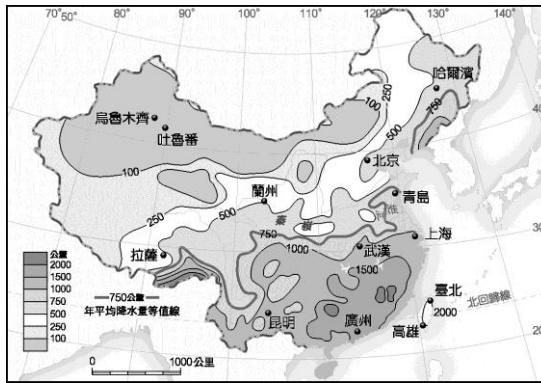 70°
50°
80°
90°
100°
110°
120°
130°
140°
哈爾濱
250
100
750
500
烏魯木齊
吐魯番
40
100
北京
蘭州
青島
250
500
秦嶺
淮
750
上海
30
1000
拉薩
武漢
1500
公釐
2000
1500
1000
750
500
250
100
750公釐
年平均降水量等值線
臺北
北回歸線
2000
昆明
廣州
高雄
20
0
1000公里